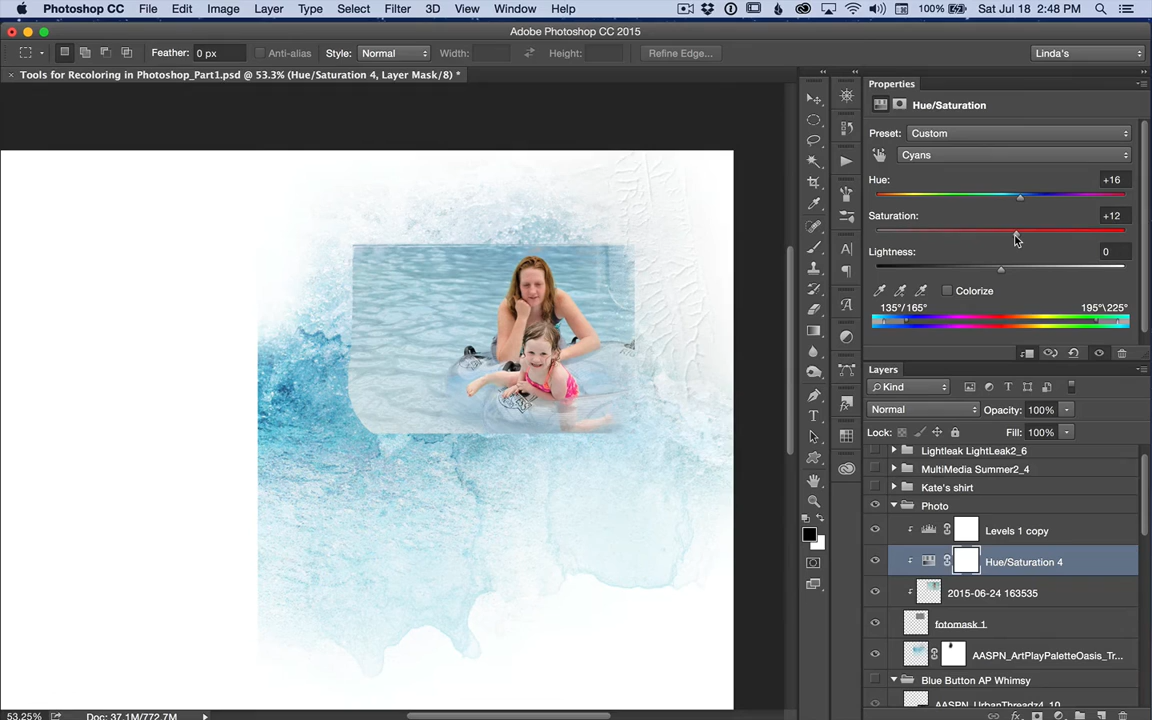 Photoshop CC File Edit Image Layer Type Select Filter 3D View Window Help 100% Sat Jul 18 2:48 PM
Adobe Photoshop CC 2015
Feather: 0 px Anti-alias Style: Normal Width: Height: Refine Edge... Linda's
× Tools for Recoloring in Photoshop_Part1.psd @ 53.3% (Hue/Saturation 4, Layer Mask/8) *
Properties
Hue/Saturation
Preset: Custom
Cyans
Hue: +16
Saturation: +12
Lightness: 0
Colorize
135°/165° 195°\225°
Layers
Kind
Normal Opacity: 100%
Lock: Fill: 100%
Lightleak LightLeak2_6
MultiMedia Summer2_4
Kate's shirt
Photo
Levels 1 copy
Hue/Saturation 4
2015-06-24 163535
fotomask 1
AASPN_ArtPlayPaletteOasis_Tr...
Blue Button AP Whimsy
AASPN_UrbanThreadz4_10
53.25% Doc: 37.1M/772.7M